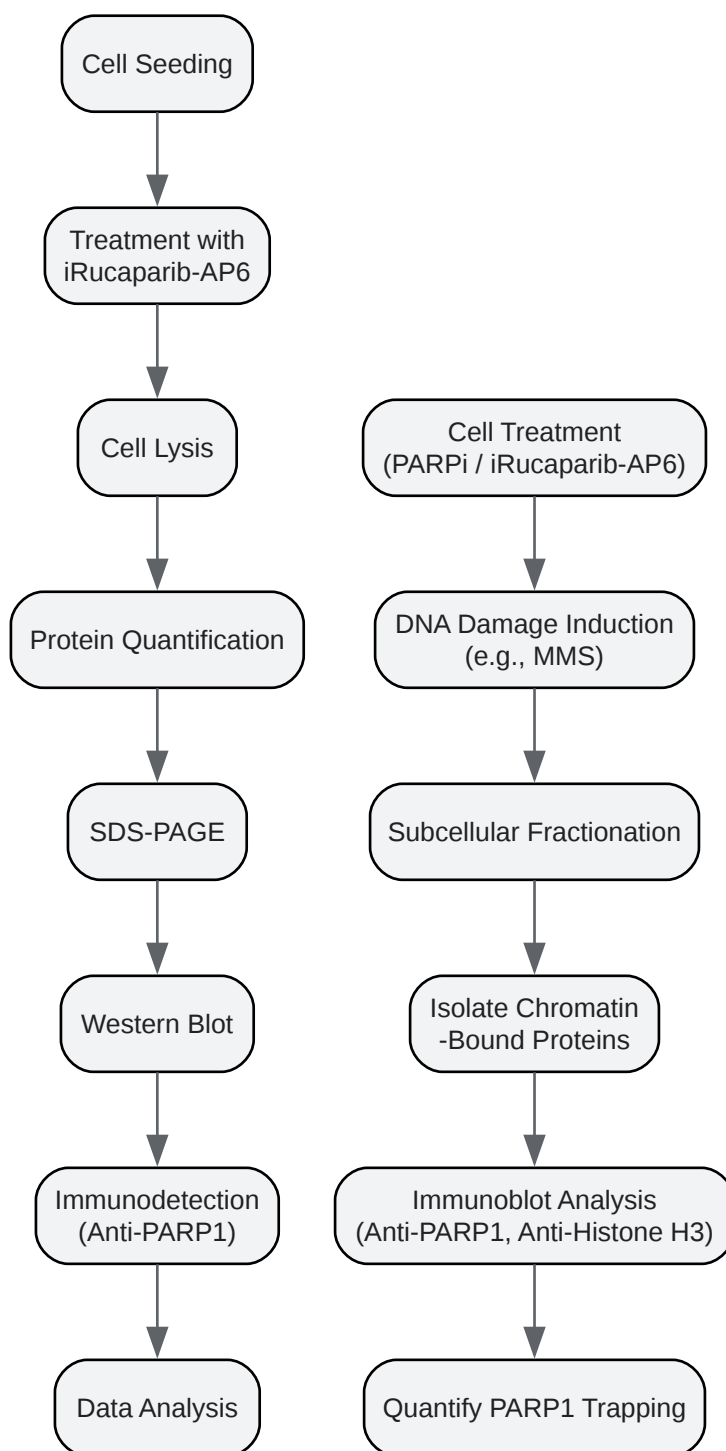 Cell Seeding
Treatment with
iRucaparib-AP6
Cell Lysis
Protein Quantification
SDS-PAGE
Western Blot
Immunodetection
(Anti-PARP1)
Data Analysis
Cell Treatment
(PARPi / iRucaparib-AP6)
DNA Damage Induction
(e.g., MMS)
Subcellular Fractionation
Isolate Chromatin
-Bound Proteins
Immunoblot Analysis
(Anti-PARP1, Anti-Histone H3)
Quantify PARP1 Trapping